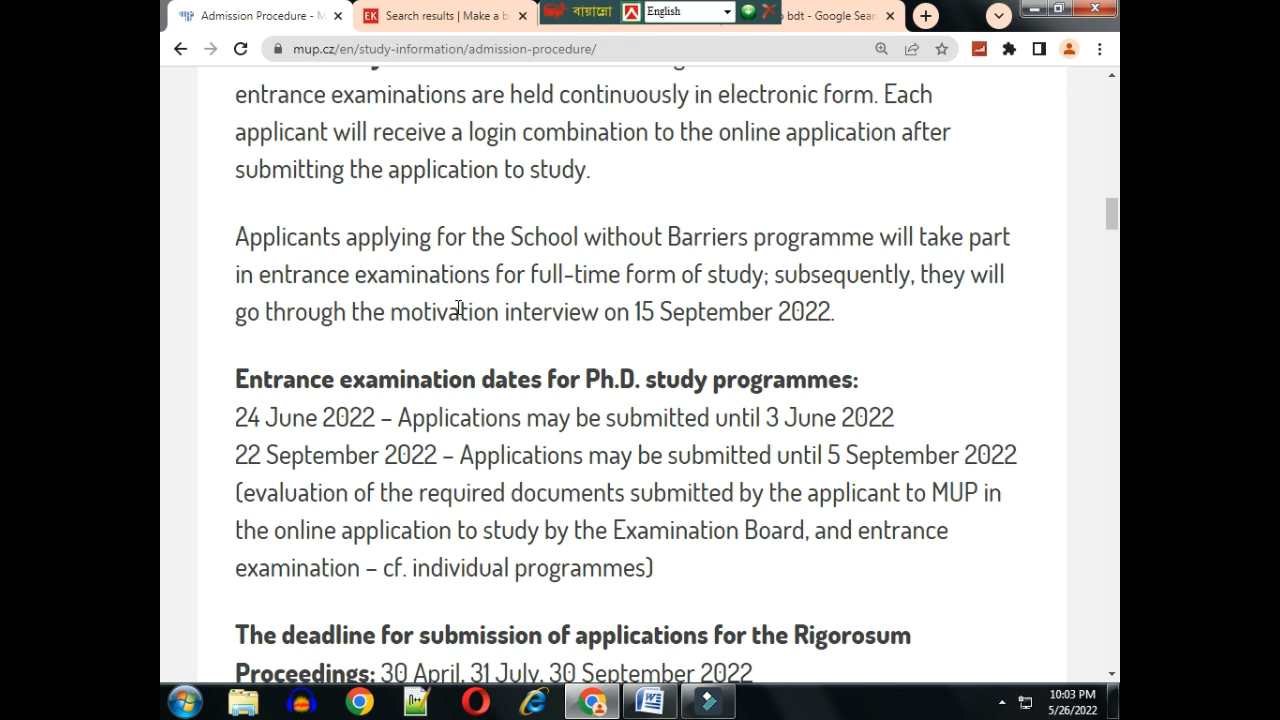 Admission Procedure - M
EK Search results | Make a b
বায়ান্নো
English
bdt - Google Sear
mup.cz/en/study-information/admission-procedure/
entrance examinations are held continuously in electronic form. Each
applicant will receive a login combination to the online application after
submitting the application to study.
Applicants applying for the School without Barriers programme will take part
in entrance examinations for full-time form of study; subsequently, they will
go through the motivation interview on 15 September 2022.
Entrance examination dates for Ph.D. study programmes:
24 June 2022 – Applications may be submitted until 3 June 2022
22 September 2022 – Applications may be submitted until 5 September 2022
(evaluation of the required documents submitted by the applicant to MUP in
the online application to study by the Examination Board, and entrance
examination – cf. individual programmes)
The deadline for submission of applications for the Rigorosum
Proceedings: 30 April, 31 July, 30 September 2022
10:03 PM
5/26/2022